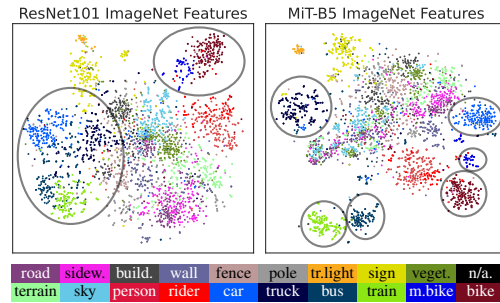 ResNet101 ImageNet Features
MiT-B5 ImageNet Features
road sidew. build. wall fence pole tr.light sign veget. n/a.
terrain sky person rider car truck bus train m.bike bike